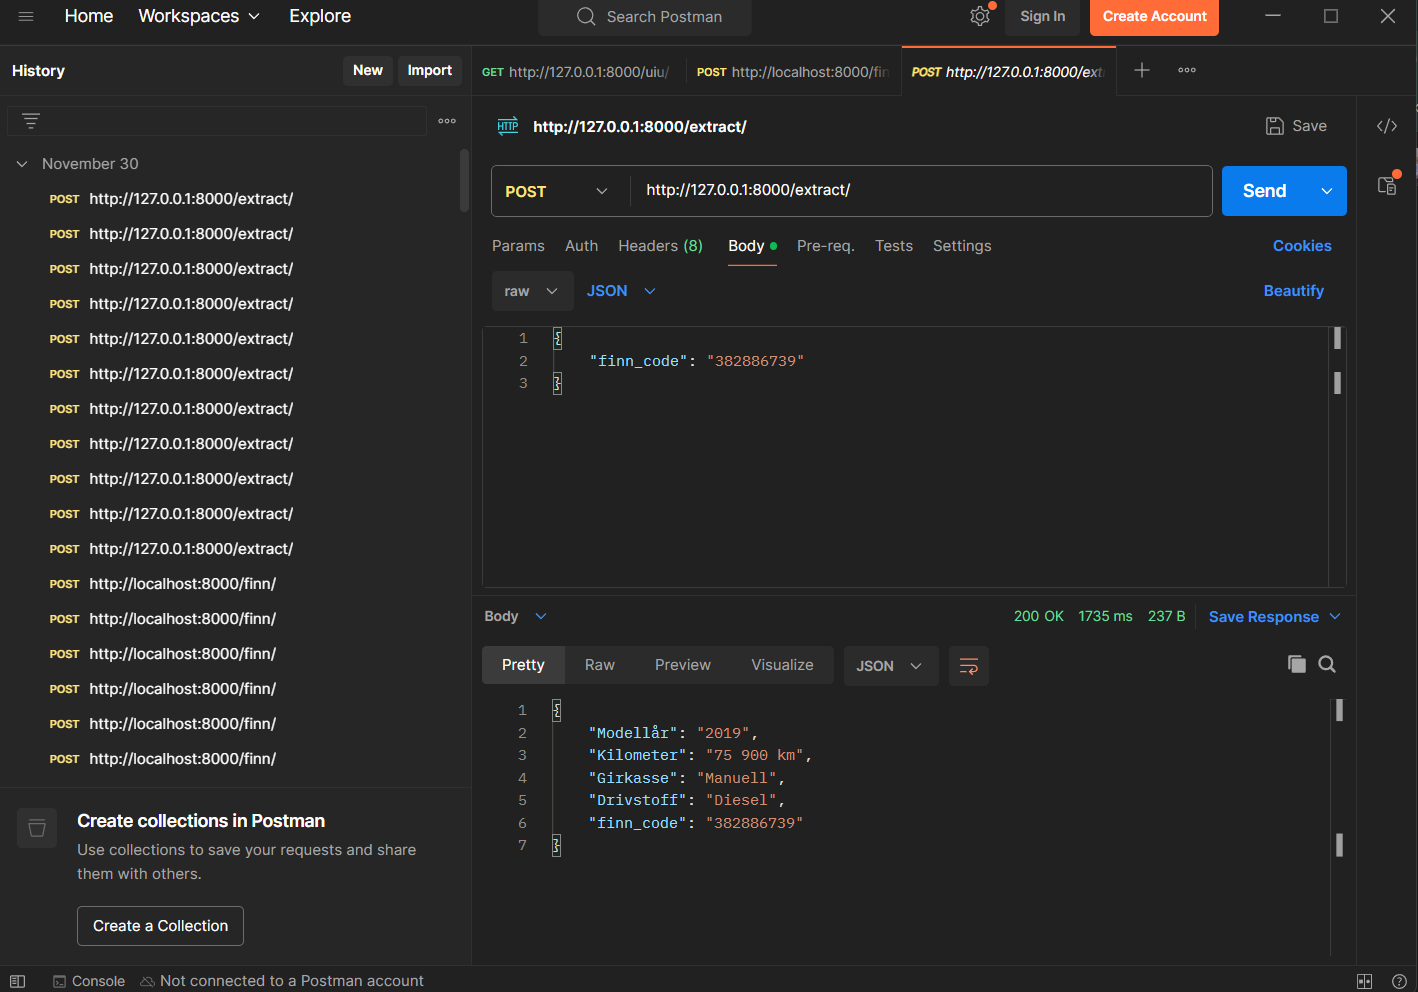 Home Workspaces Explore Search Postman Sign In Create Account
History New Import
GET http://127.0.0.1:8000/uiu/ POST http://localhost:8000/fin POST http://127.0.0.1:8000/ext
HTTP http://127.0.0.1:8000/extract/ Save
November 30
POST http://127.0.0.1:8000/extract/
POST http://127.0.0.1:8000/extract/
POST http://127.0.0.1:8000/extract/
POST http://127.0.0.1:8000/extract/
POST http://127.0.0.1:8000/extract/
POST http://127.0.0.1:8000/extract/
POST http://127.0.0.1:8000/extract/
POST http://127.0.0.1:8000/extract/
POST http://127.0.0.1:8000/extract/
POST http://127.0.0.1:8000/extract/
POST http://127.0.0.1:8000/extract/
POST http://localhost:8000/finn/
POST http://localhost:8000/finn/
POST http://localhost:8000/finn/
POST http://localhost:8000/finn/
POST http://localhost:8000/finn/
POST http://localhost:8000/finn/
Create collections in Postman
Use collections to save your requests and share
them with others.
Create a Collection
POST http://127.0.0.1:8000/extract/ Send
Params Auth Headers (8) Body Pre-req. Tests Settings Cookies
raw JSON Beautify
1 {
2 "finn_code": "382886739"
3 }
Body 200 OK 1735 ms 237 B Save Response
Pretty Raw Preview Visualize JSON
1 {
2 "Modellår": "2019",
3 "Kilometer": "75 900 km",
4 "Girkasse": "Manuell",
5 "Drivstoff": "Diesel",
6 "finn_code": "382886739"
7 }
Console Not connected to a Postman account